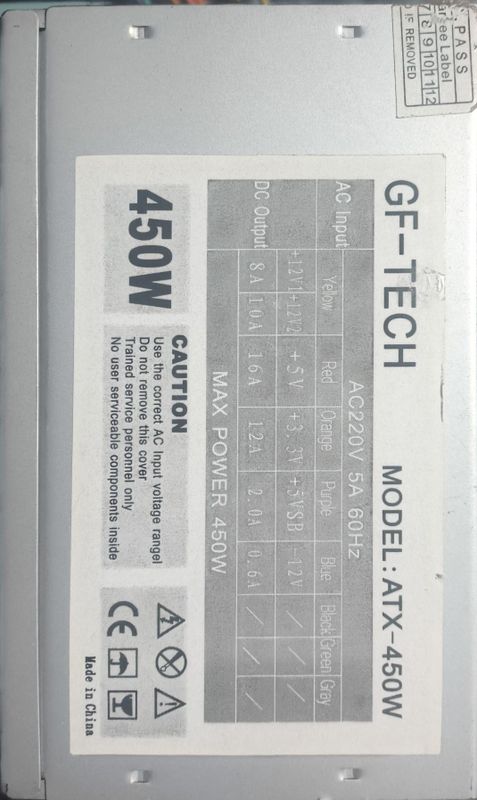 GF-TECH MODEL: ATX-450W
AC Input AC220V 5A 60Hz
Yellow Red Orange Purple Blue Black Green Gray
+12V1 +12V2 +5V +3.3V +5VSB -12V / / /
DC Output 8A 10A 16A 12A 2.0A 0.6A / / /
MAX POWER 450W
450W
CAUTION
Use the correct AC Input voltage rangel
Do not remove this cover
Trained service personnel only
No user serviceable components inside
CE
Made in China
PASS
See Label
7 8 9 10 11 12
IF REMOVED